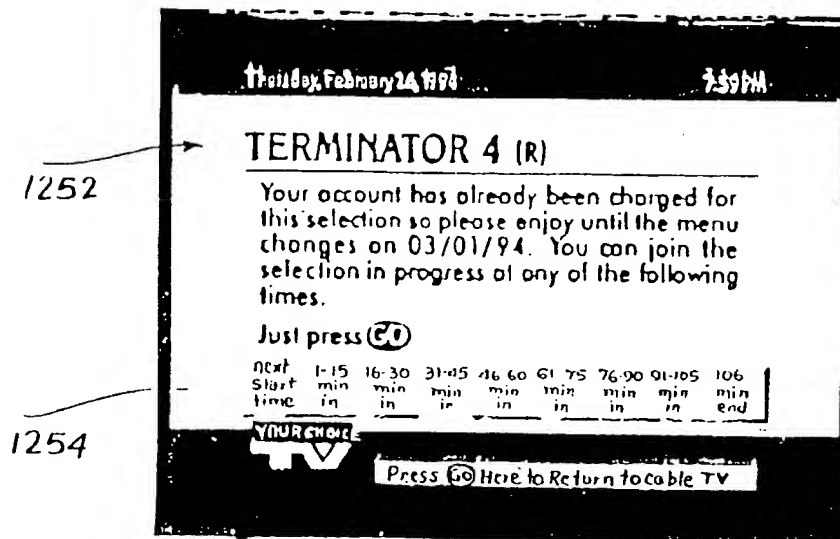 Thursday, February 24, 1994 7:59PM
1252
TERMINATOR 4 (R)
Your account has already been charged for
this selection so please enjoy until the menu
changes on 03/01/94. You can join the
selection in progress at any of the following
times.
Just press GO
next 1-15 16-30 31-45 46-60 61-75 76-90 91-105 106
start min min min min min min min min
time in in in in in in in end
1254
YOUR CHOICE
TV
Press GO Here to Return to cable TV